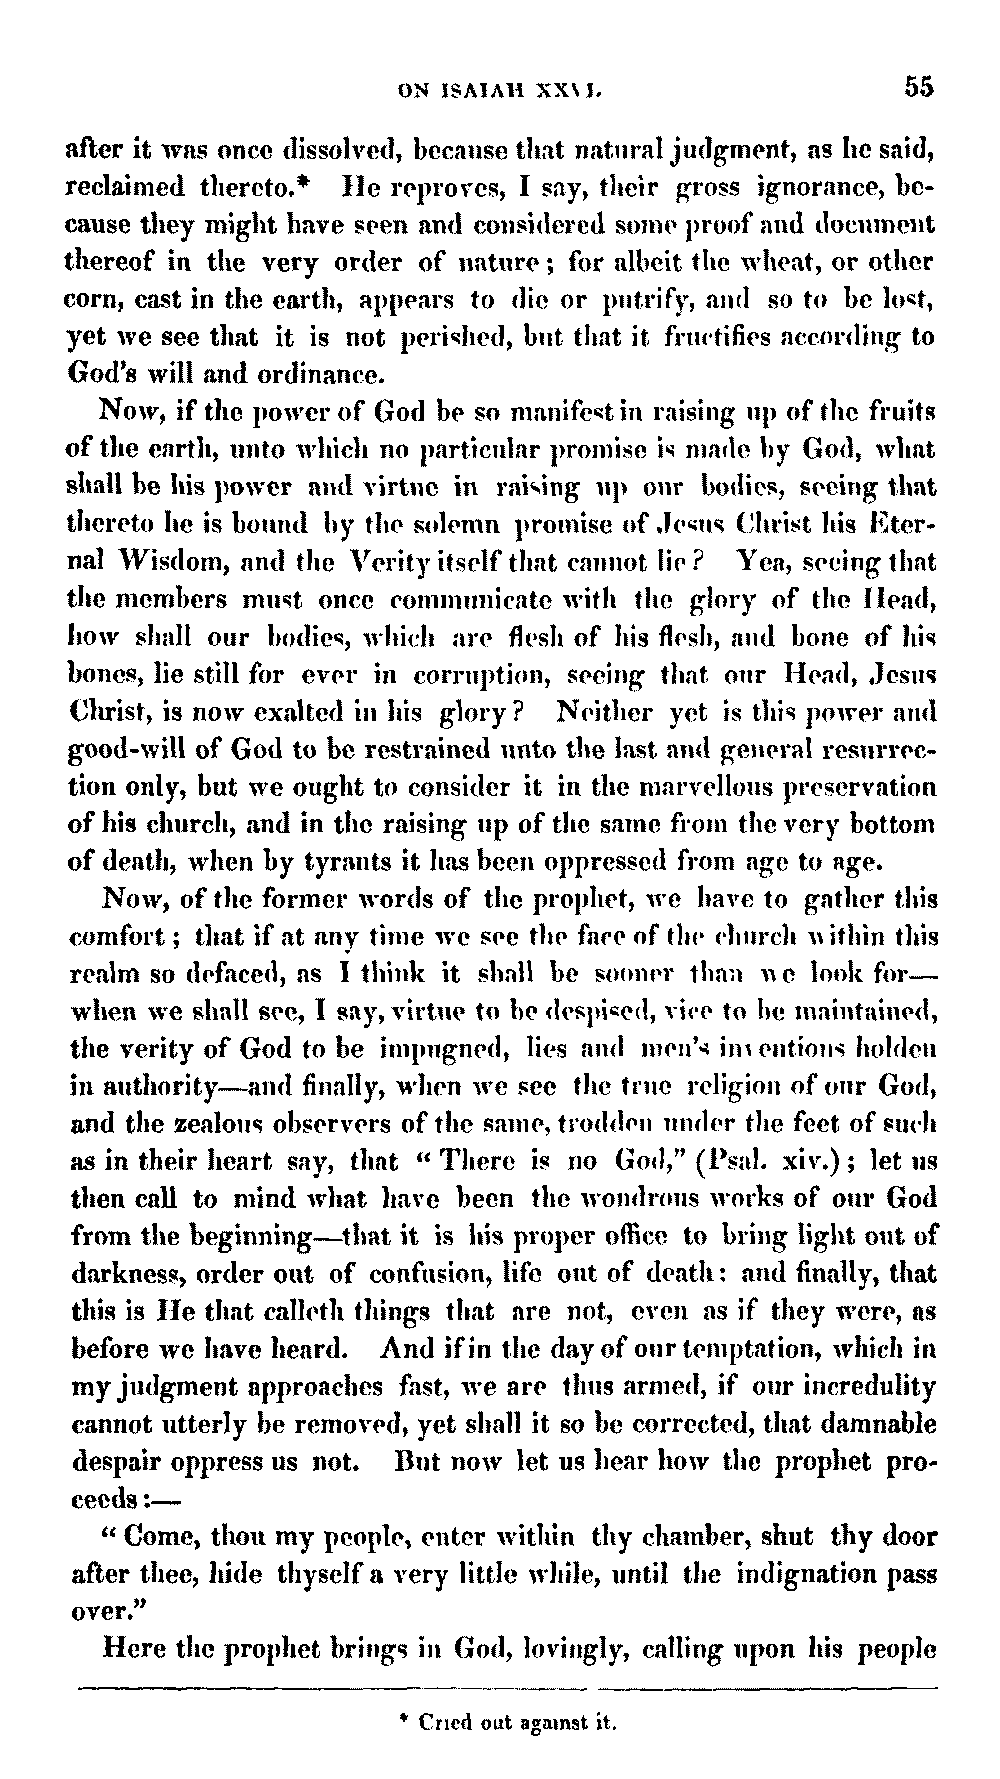 ON ISAIAH XXVI. 55
after it was once dissolved, because that natural judgment, as he said,
reclaimed thereto.* He reproves, I say, their gross ignorance, be-
cause they might have seen and considered some proof and document
thereof in the very order of nature; for albeit the wheat, or other
corn, cast in the earth, appears to die or putrify, and so to be lost,
yet we see that it is not perished, but that it fructifies according to
God's will and ordinance.
Now, if the power of God be so manifest in raising up of the fruits
of the earth, unto which no particular promise is made by God, what
shall be his power and virtue in raising up our bodies, seeing that
thereto he is bound by the solemn promise of Jesus Christ his Eter-
nal Wisdom, and the Verity itself that cannot lie? Yea, seeing that
the members must once communicate with the glory of the Head,
how shall our bodies, which are flesh of his flesh, and bone of his
bones, lie still for ever in corruption, seeing that our Head, Jesus
Christ, is now exalted in his glory? Neither yet is this power and
good-will of God to be restrained unto the last and general resurrec-
tion only, but we ought to consider it in the marvellous preservation
of his church, and in the raising up of the same from the very bottom
of death, when by tyrants it has been oppressed from age to age.
Now, of the former words of the prophet, we have to gather this
comfort; that if at any time we see the face of the church within this
realm so defaced, as I think it shall be sooner than we look for—
when we shall see, I say, virtue to be despised, vice to be maintained,
the verity of God to be impugned, lies and men's inventions holden
in authority—and finally, when we see the true religion of our God,
and the zealous observers of the same, trodden under the feet of such
as in their heart say, that "There is no God," (Psal. xiv.); let us
then call to mind what have been the wondrous works of our God
from the beginning—that it is his proper office to bring light out of
darkness, order out of confusion, life out of death: and finally, that
this is He that calleth things that are not, even as if they were, as
before we have heard. And if in the day of our temptation, which in
my judgment approaches fast, we are thus armed, if our incredulity
cannot utterly be removed, yet shall it so be corrected, that damnable
despair oppress us not. But now let us hear how the prophet pro-
ceeds:—
"Come, thou my people, enter within thy chamber, shut thy door
after thee, hide thyself a very little while, until the indignation pass
over."
Here the prophet brings in God, lovingly, calling upon his people
* Cried out against it.